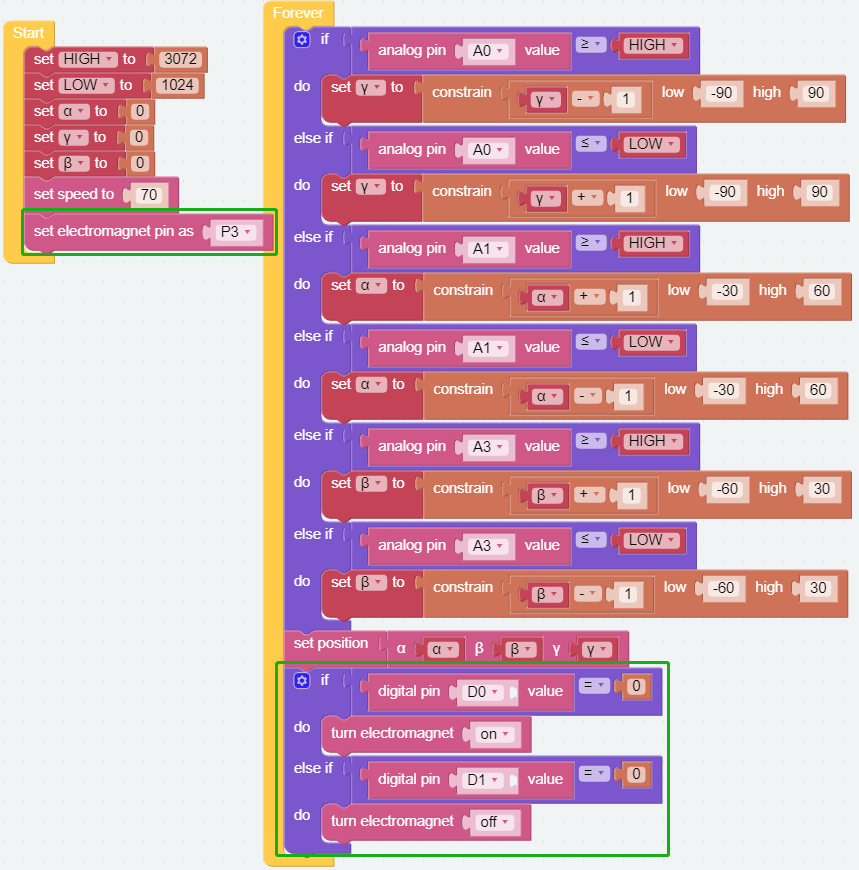 Start
set HIGH to 3072
set LOW to 1024
set α to 0
set γ to 0
set β to 0
set speed to 70
set electromagnet pin as P3
Forever
if analog pin A0 value ≥ HIGH
do set γ to constrain γ - 1 low -90 high 90
else if analog pin A0 value ≤ LOW
do set γ to constrain γ + 1 low -90 high 90
else if analog pin A1 value ≥ HIGH
do set α to constrain α + 1 low -30 high 60
else if analog pin A1 value ≤ LOW
do set α to constrain α - 1 low -30 high 60
else if analog pin A3 value ≥ HIGH
do set β to constrain β + 1 low -60 high 30
else if analog pin A3 value ≤ LOW
do set β to constrain β - 1 low -60 high 30
set position α α β β γ γ
if digital pin D0 value = 0
do turn electromagnet on
else if digital pin D1 value = 0
do turn electromagnet off